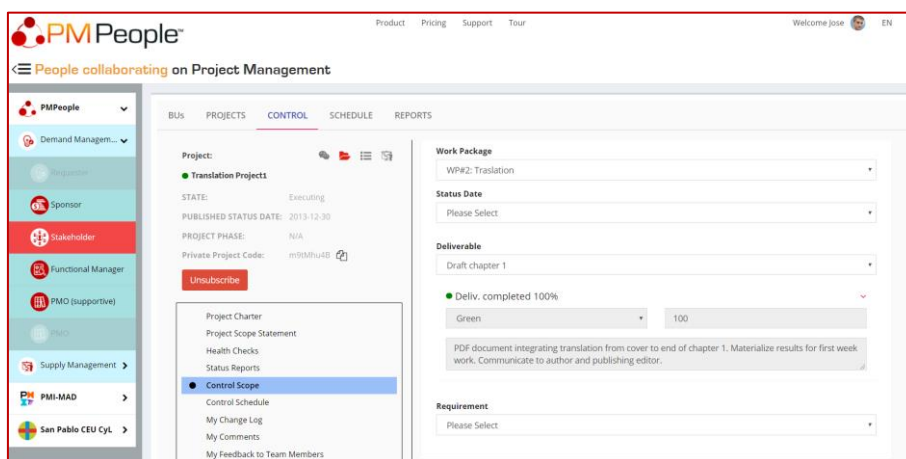 PMPeople
Product Pricing Support Tour
Welcome Jose EN
People collaborating on Project Management
PMPeople
Demand Managem...
Requester
Sponsor
Stakeholder
Functional Manager
PMO (supportive)
PMO
Supply Management
PMI-MAD
San Pablo CEU CyL
BUs PROJECTS CONTROL SCHEDULE REPORTS
Project:
Translation Project1
STATE: Executing
PUBLISHED STATUS DATE: 2013-12-30
PROJECT PHASE: N/A
Private Project Code: m9tMhu4B
Unsubscribe
Project Charter
Project Scope Statement
Health Checks
Status Reports
Control Scope
Control Schedule
My Change Log
My Comments
My Feedback to Team Members
Work Package
WP#2: Traslation
Status Date
Please Select
Deliverable
Draft chapter 1
Deliv. completed 100%
Green 100
PDF document integrating translation from cover to end of chapter 1. Materialize results for first week
work. Communicate to author and publishing editor.
Requirement
Please Select